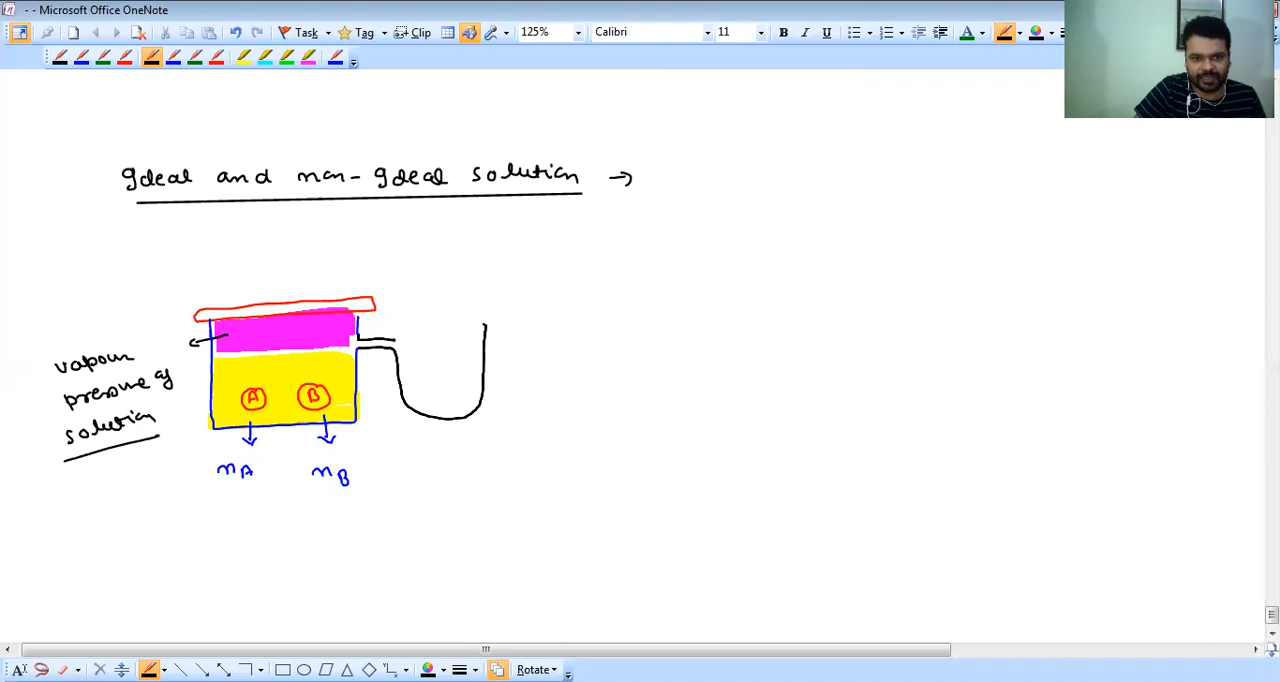 - - Microsoft Office OneNote
Task Tag Clip 125% Calibri 11 B I U A
Ideal and non-Ideal solution →
vapour
pressure of
solution
A B
nA nB
A Rotate